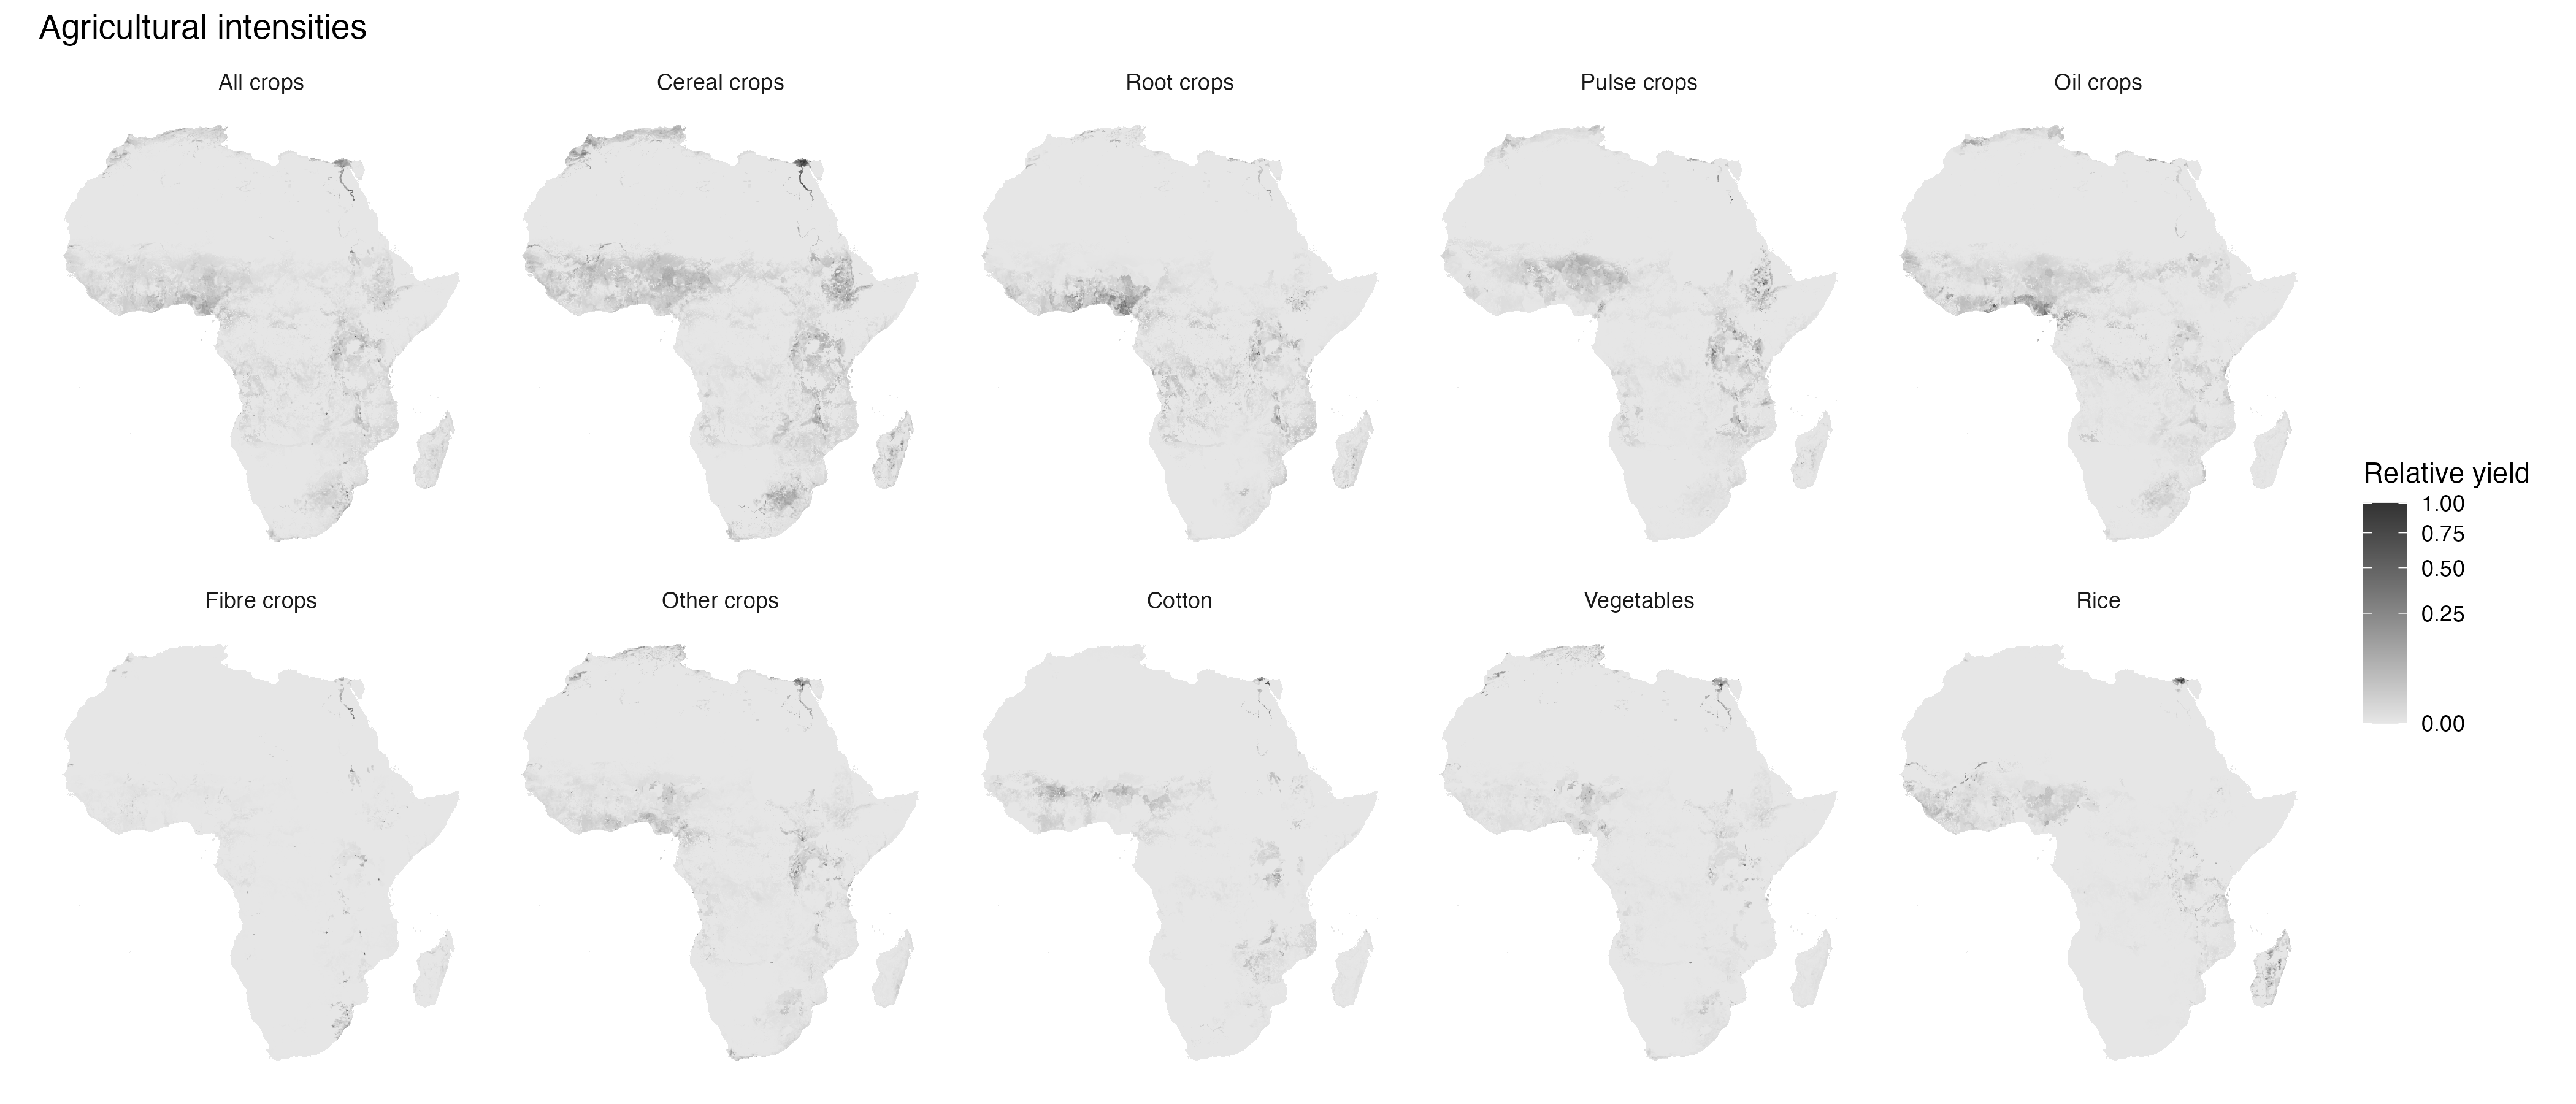 Agricultural intensities
All crops
Cereal crops
Root crops
Pulse crops
Oil crops
Fibre crops
Other crops
Cotton
Vegetables
Rice
Relative yield
1.00
0.75
0.50
0.25
0.00